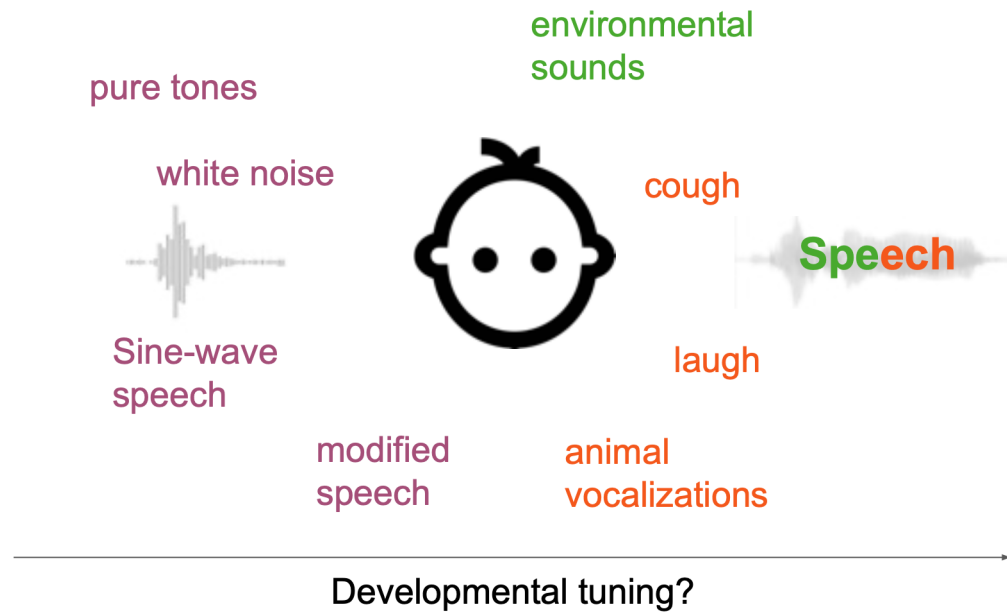 environmental
sounds
pure tones
white noise
cough
Speech
Sine-wave
speech
laugh
modified
speech
animal
vocalizations
Developmental tuning?